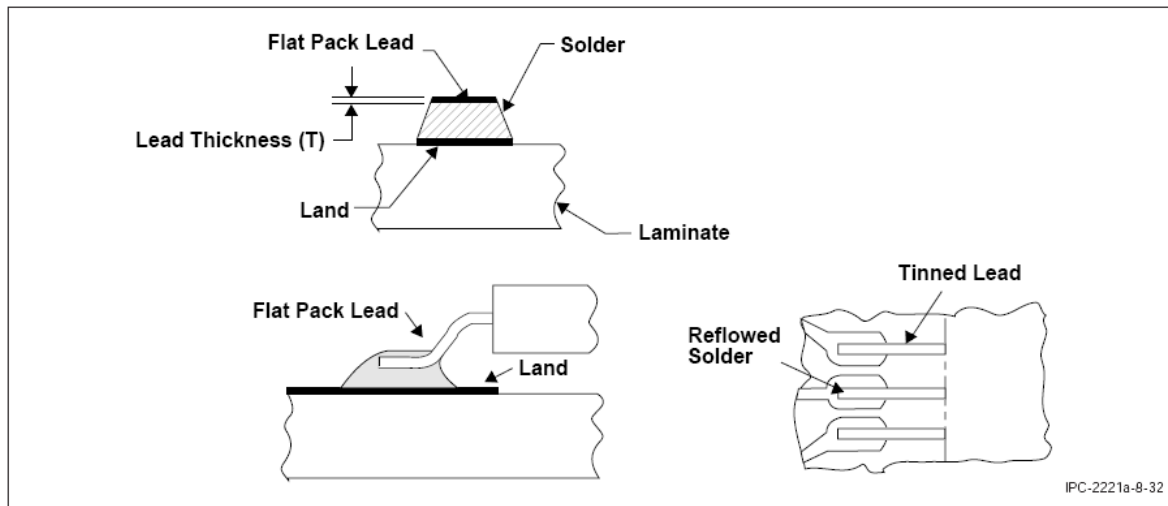 Flat Pack Lead
Solder
Lead Thickness (T)
Land
Laminate
Flat Pack Lead
Land
Tinned Lead
Reflowed
Solder
IPC-2221a-8-32